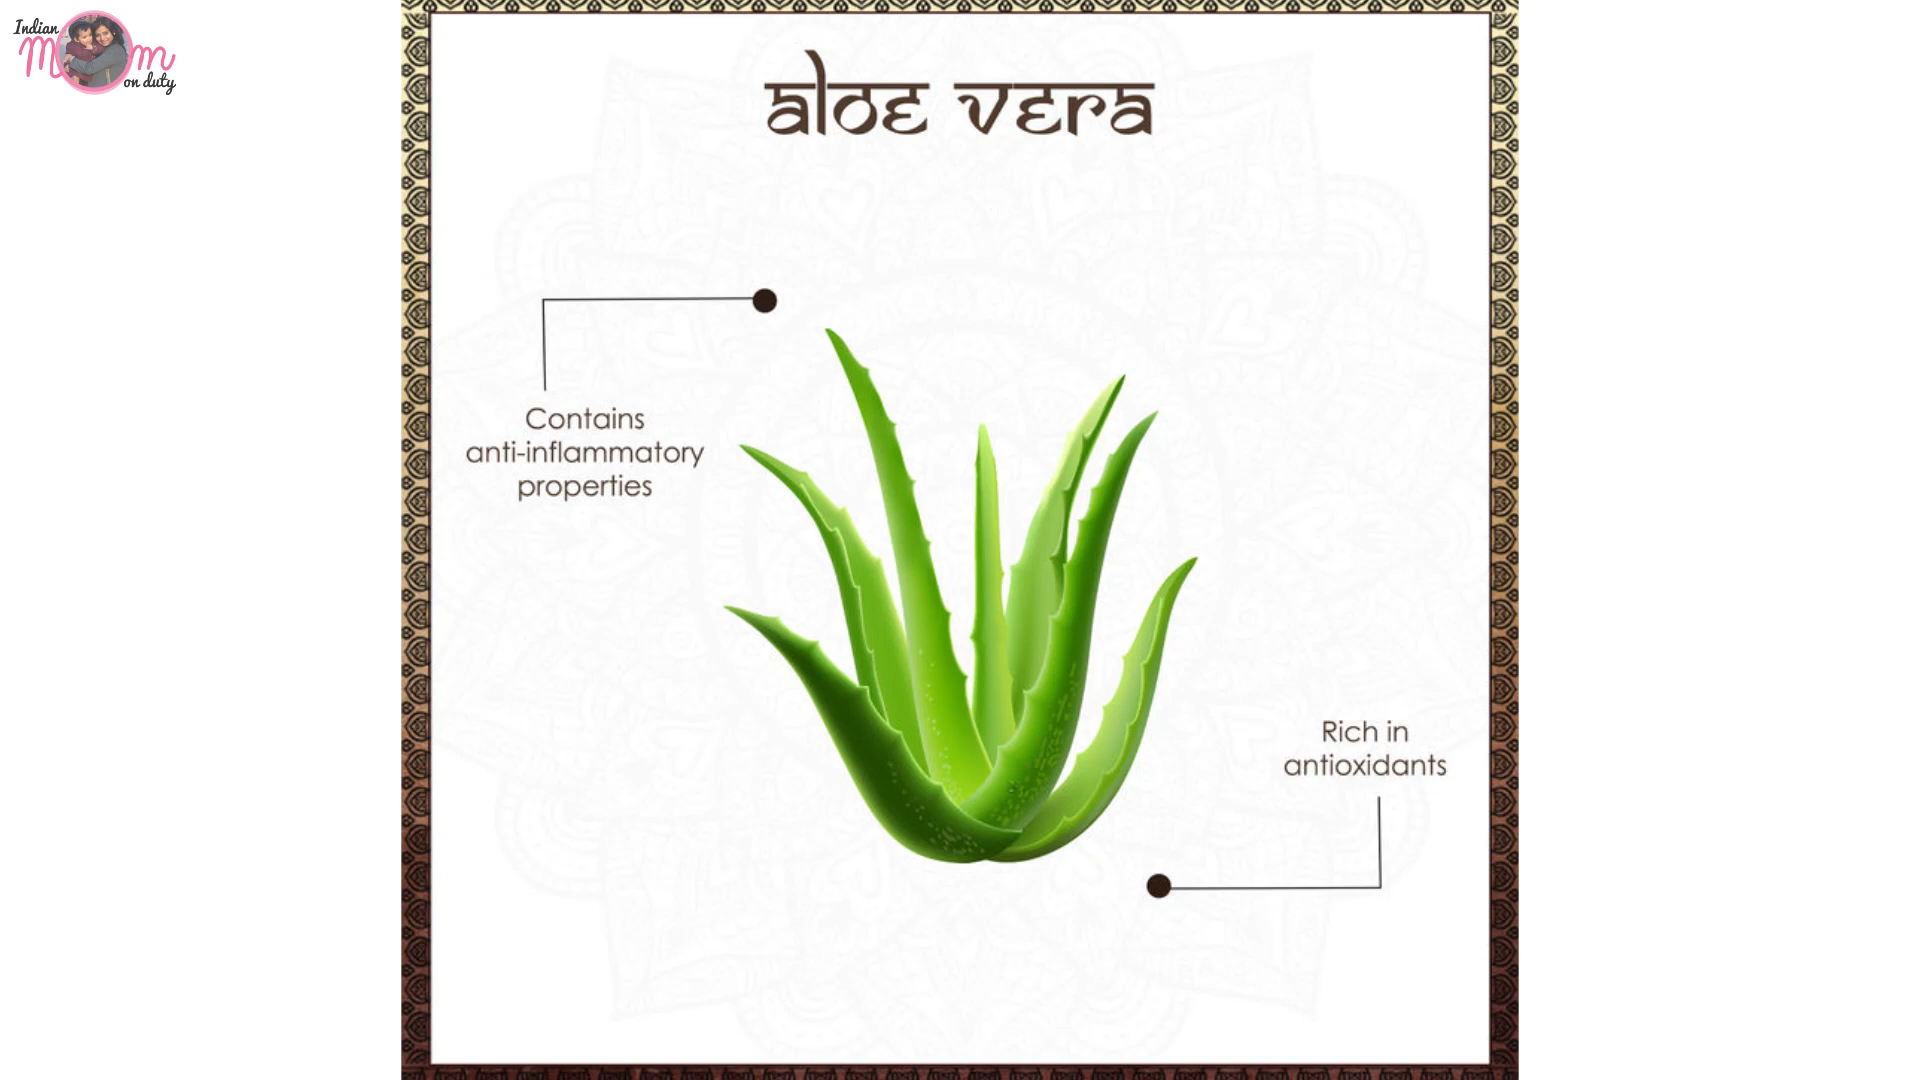 Indian
Mom
on duty
aloe vera
Contains
anti-inflammatory
properties
Rich in
antioxidants